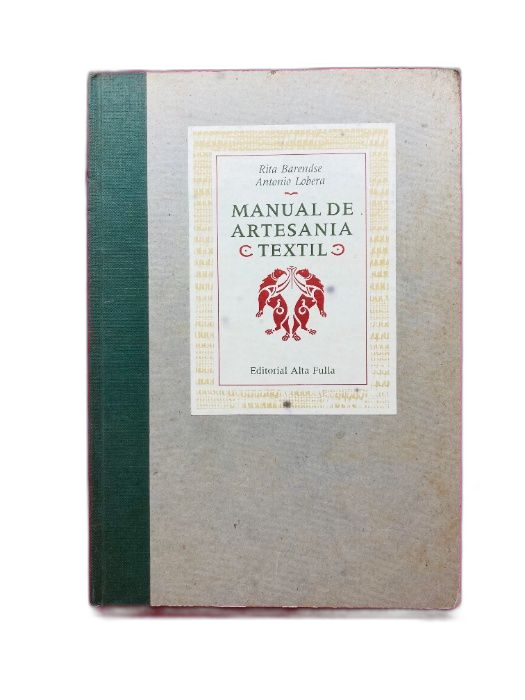 Rita Barendse
Antonio Lobera
MANUAL DE
ARTESANIA
TEXTIL
Editorial Alta Fulla